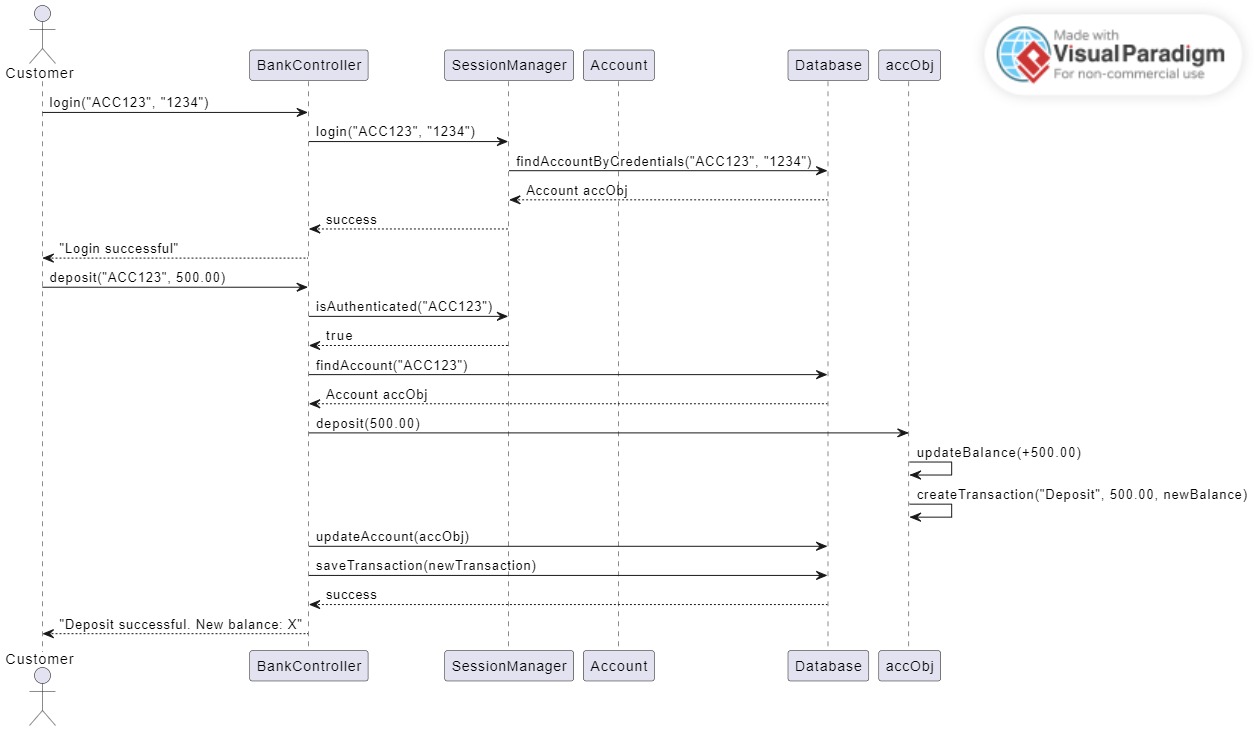 Made with
Visual Paradigm
For non-commercial use
Customer
BankController
SessionManager
Account
Database
accObj
login("ACC123", "1234")
login("ACC123", "1234")
findAccountByCredentials("ACC123", "1234")
Account accObj
success
"Login successful"
deposit("ACC123", 500.00)
isAuthenticated("ACC123")
true
findAccount("ACC123")
Account accObj
deposit(500.00)
updateBalance(+500.00)
createTransaction("Deposit", 500.00, newBalance)
updateAccount(accObj)
saveTransaction(newTransaction)
success
"Deposit successful. New balance: X"
Customer
BankController
SessionManager
Account
Database
accObj